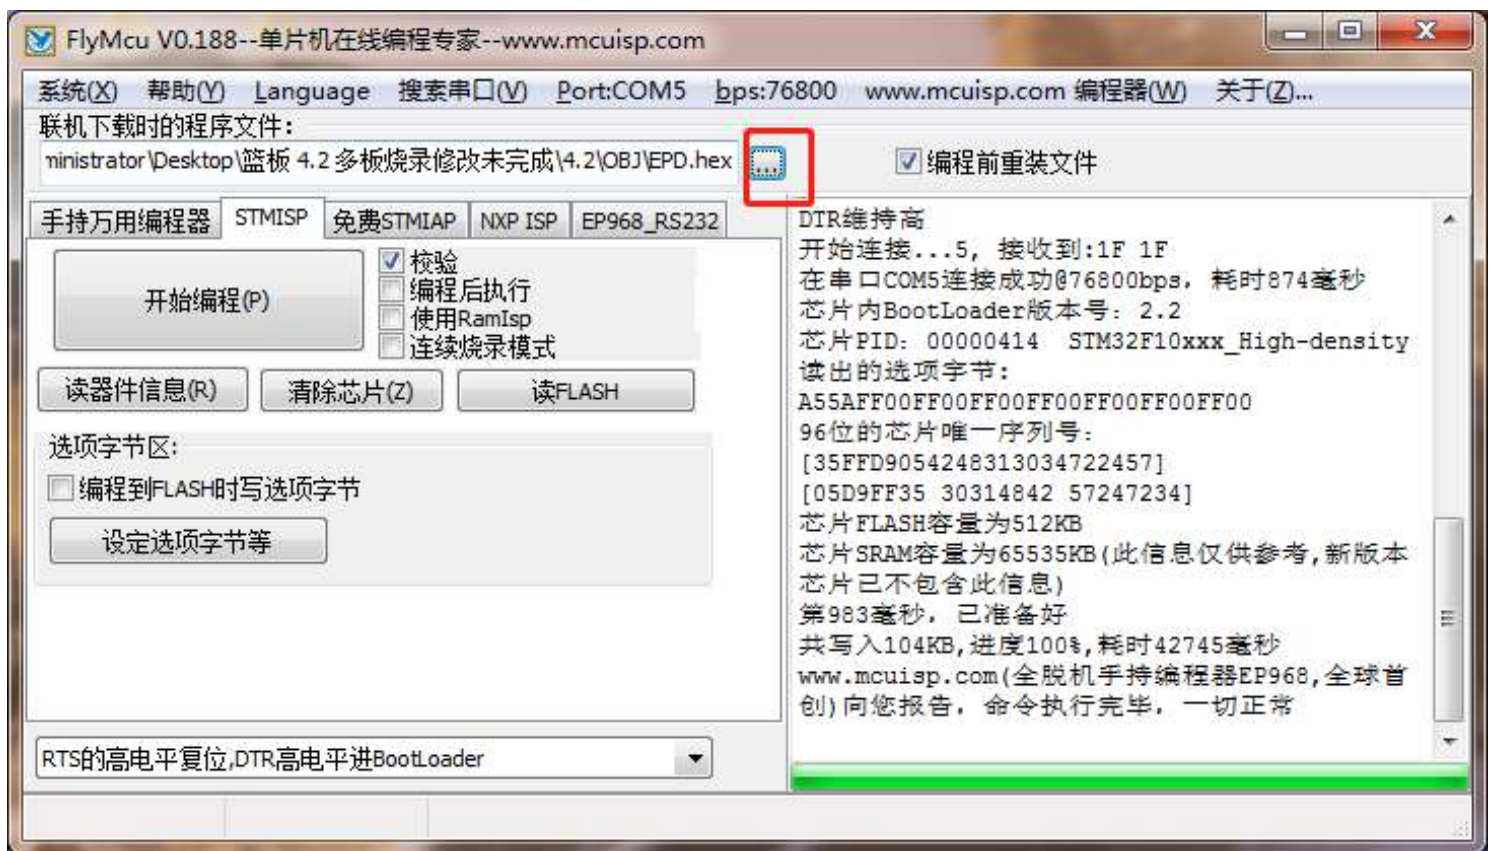 FlyMcu V0.188--单片机在线编程专家--www.mcuisp.com
系统(X) 帮助(Y) Language 搜索串口(V) Port:COM5 bps:76800 www.mcuisp.com 编程器(W) 关于(Z)...
联机下载时的程序文件:
ministrator\Desktop\篮板 4.2 多板烧录修改未完成\4.2\OBJ\EPD.hex ... 编程前重装文件
手持万用编程器 STMISP 免费STMIAP NXP ISP EP968_RS232
校验
编程后执行
使用RamIsp
连续烧录模式
开始编程(P)
读器件信息(R) 清除芯片(Z) 读FLASH
选项字节区:
编程到FLASH时写选项字节
设定选项字节等
RTS的高电平复位,DTR高电平进BootLoader
DTR维持高
开始连接...5, 接收到:1F 1F
在串口COM5连接成功@76800bps, 耗时874毫秒
芯片内BootLoader版本号: 2.2
芯片PID: 00000414 STM32F10xxx_High-density
读出的选项字节:
A55AFF00FF00FF00FF00FF00FF00FF00
96位的芯片唯一序列号:
[35FFD9054248313034722457]
[05D9FF35 30314842 57247234]
芯片FLASH容量为512KB
芯片SRAM容量为65535KB(此信息仅供参考,新版本
芯片已不包含此信息)
第983毫秒, 已准备好
共写入104KB,进度100%,耗时42745毫秒
www.mcuisp.com(全脱机手持编程器EP968,全球首
创)向您报告, 命令执行完毕, 一切正常